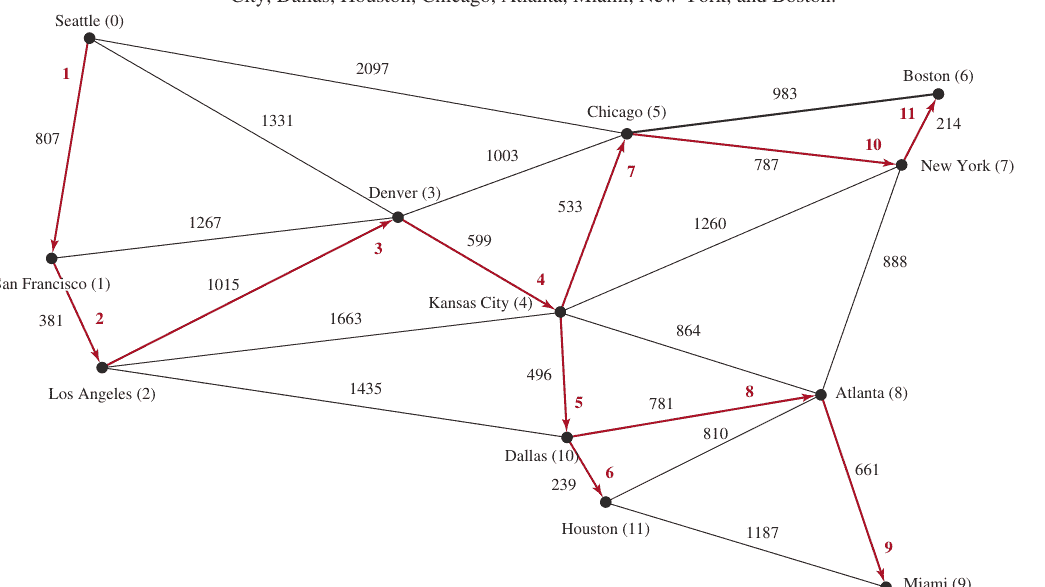 City, Dallas, Houston, Chicago, Atlanta, Miami, New York, and Boston.
Seattle (0)
1
2097
Boston (6)
983
Chicago (5)
11
214
807
1331
10
1003
7
787
New York (7)
Denver (3)
533
1267
3
599
1260
888
4
San Francisco (1)
1015
Kansas City (4)
381
2
1663
864
496
1435
8
Los Angeles (2)
5
781
Atlanta (8)
810
Dallas (10)
661
6
239
Houston (11)
1187
9
Miami (9)